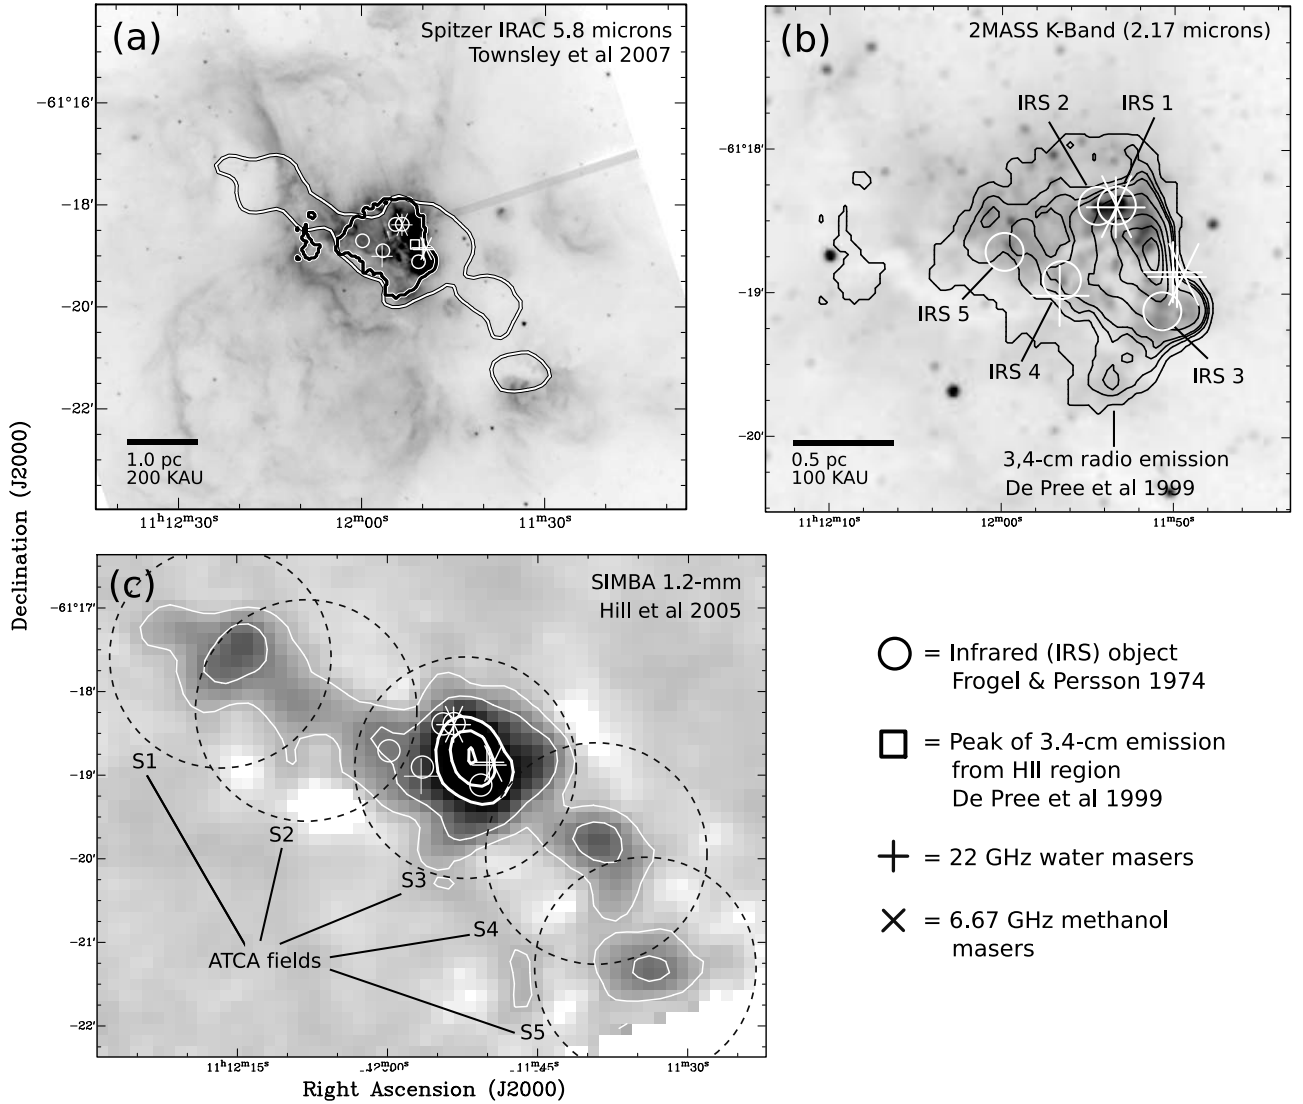 (a)
Spitzer IRAC 5.8 microns
Townsley et al 2007
−61°16′
−18′
−20′
−22′
1.0 pc
200 KAU
11ʰ12ᵐ30ˢ
12ᵐ00ˢ
11ᵐ30ˢ
(b)
2MASS K-Band (2.17 microns)
IRS 2
IRS 1
−61°18′
−19′
−20′
IRS 5
IRS 4
IRS 3
0.5 pc
100 KAU
3,4-cm radio emission
De Pree et al 1999
11ʰ12ᵐ10ˢ
12ᵐ00ˢ
11ᵐ50ˢ
Declination (J2000)
(c)
SIMBA 1.2-mm
Hill et al 2005
−61°17′
−18′
−19′
−20′
−21′
−22′
S1
S2
S3
S4
S5
ATCA fields
11ʰ12ᵐ15ˢ
12ᵐ00ˢ
11ᵐ45ˢ
11ᵐ30ˢ
Right Ascension (J2000)
= Infrared (IRS) object
Frogel & Persson 1974
= Peak of 3.4-cm emission
from HII region
De Pree et al 1999
= 22 GHz water masers
= 6.67 GHz methanol
masers